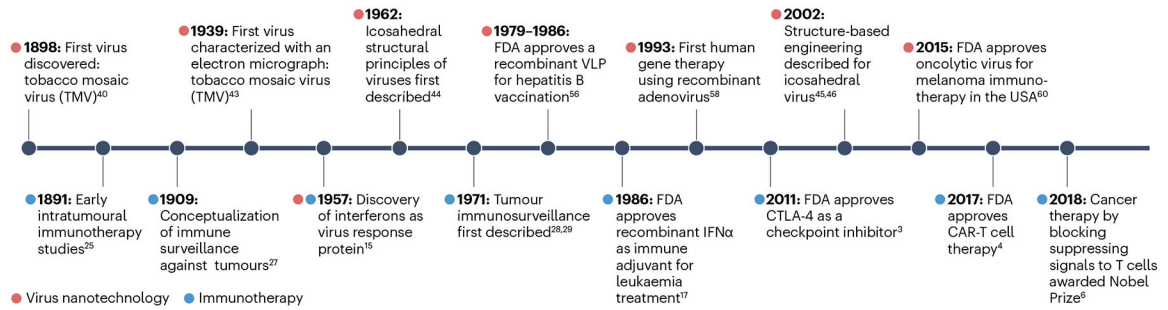 1898: First virus
discovered:
tobacco mosaic
virus (TMV)40
1939: First virus
characterized with an
electron micrograph:
tobacco mosaic virus
(TMV)43
1962:
Icosahedral
structural
principles of
viruses first
described44
1979–1986:
FDA approves a
recombinant VLP
for hepatitis B
vaccination56
1993: First human
gene therapy
using recombinant
adenovirus58
2002:
Structure-based
engineering
described for
icosahedral
virus45,46
2015: FDA approves
oncolytic virus for
melanoma immuno-
therapy in the USA60
1891: Early
intratumoural
immunotherapy
studies25
1909:
Conceptualization
of immune
surveillance
against tumours27
1957: Discovery
of interferons as
virus response
protein15
1971: Tumour
immunosurveillance
first described28,29
1986: FDA
approves
recombinant IFNα
as immune
adjuvant for
leukaemia
treatment17
2011: FDA approves
CTLA-4 as a
checkpoint inhibitor3
2017: FDA
approves
CAR-T cell
therapy4
2018: Cancer
therapy by
blocking
suppressing
signals to T cells
awarded Nobel
Prize6
Virus nanotechnology
Immunotherapy